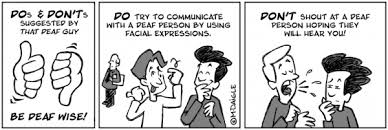 DOs & DON'Ts
SUGGESTED BY
THAT DEAF GUY
BE DEAF WISE!
DO TRY TO COMMUNICATE
WITH A DEAF PERSON BY USING
FACIAL EXPRESSIONS.
©M.DAIGLE
DON'T SHOUT AT A DEAF
PERSON HOPING THEY
WILL HEAR YOU!